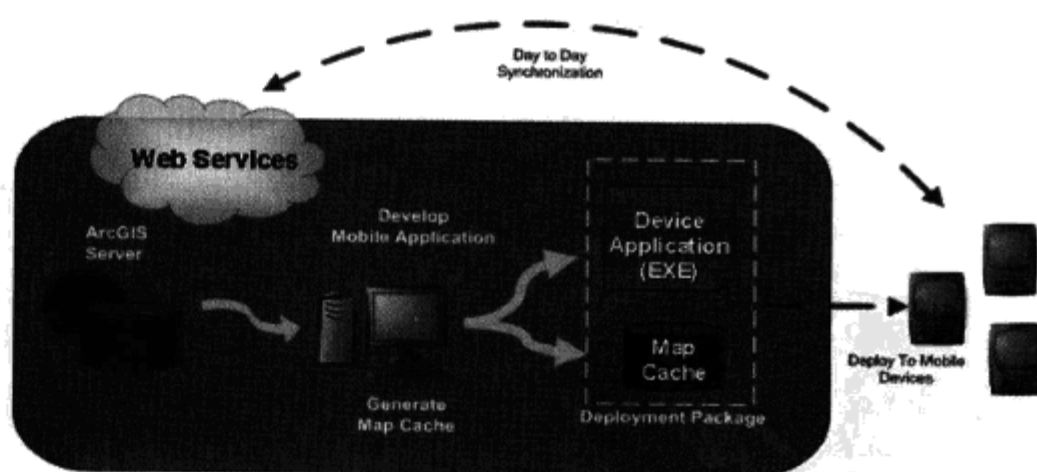 Day to Day
Synchronization
Web Services
ArcGIS
Server
Develop
Mobile Application
Generate
Map Cache
Device
Application
(EXE)
Map
Cache
Deployment Package
Deploy To Mobile
Devices